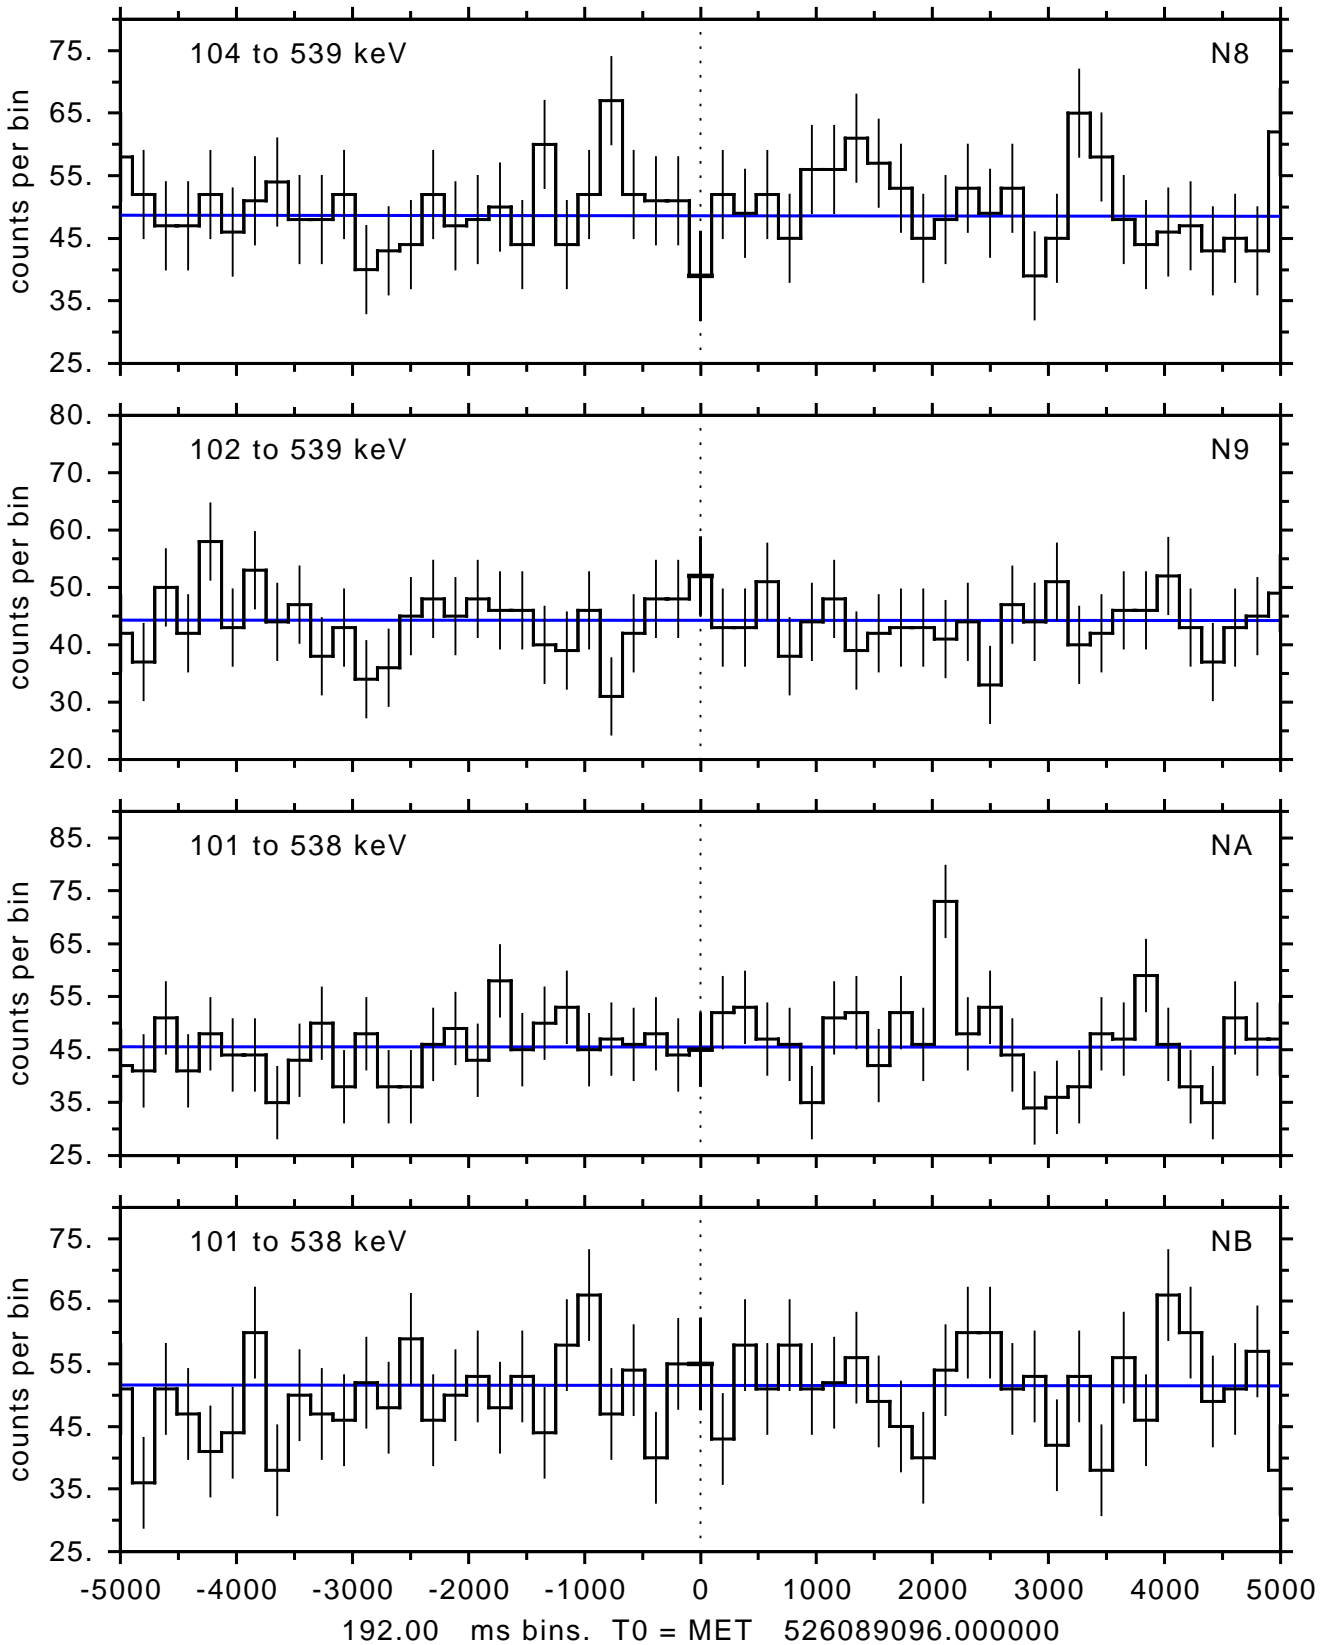 104 to 539 keV N8
75.
65.
55.
45.
35.
25.
counts per bin
102 to 539 keV N9
80.
70.
60.
50.
40.
30.
20.
counts per bin
101 to 538 keV NA
85.
75.
65.
55.
45.
35.
25.
counts per bin
101 to 538 keV NB
75.
65.
55.
45.
35.
25.
counts per bin
-5000 -4000 -3000 -2000 -1000 0 1000 2000 3000 4000 5000
192.00 ms bins. T0 = MET 526089096.000000